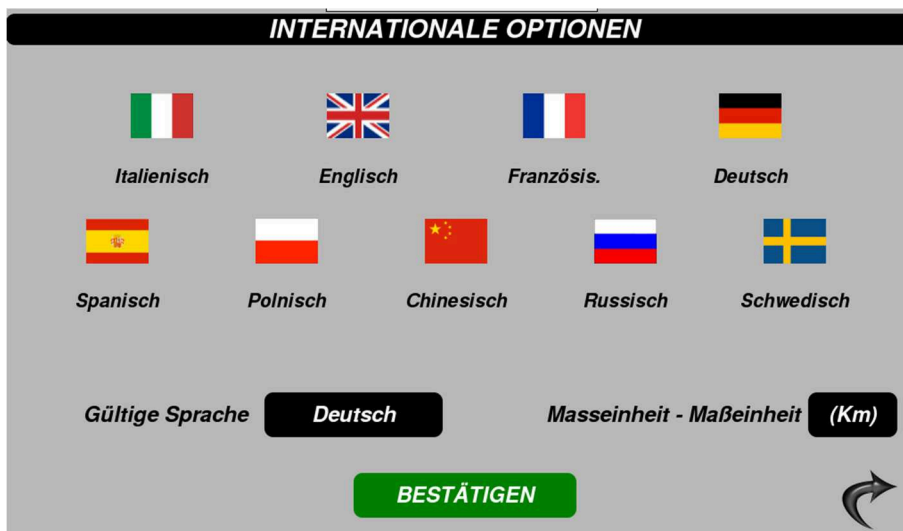 INTERNATIONALE OPTIONEN
Italienisch Englisch Französis. Deutsch
Spanisch Polnisch Chinesisch Russisch Schwedisch
Gültige Sprache Deutsch Masseinheit - Maßeinheit (Km)
BESTÄTIGEN